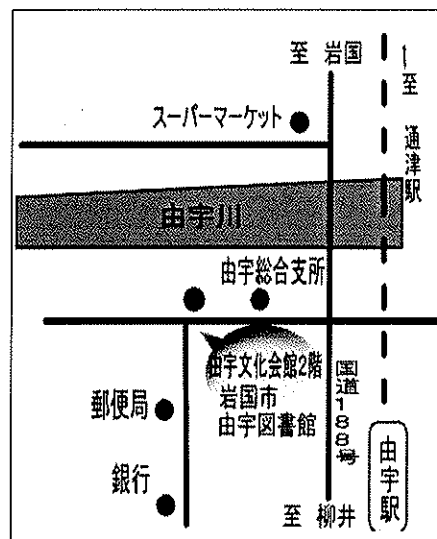 至 岩国
↑至 通津駅
スーパーマーケット
由宇川
由宇総合支所
由宇文化会館2階
岩国市
由宇図書館
国道188号
郵便局
銀行
至 柳井
由宇駅